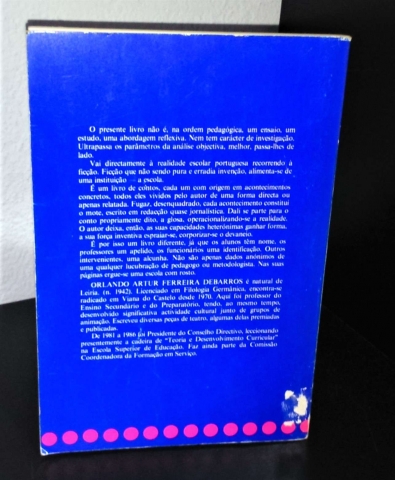 O presente livro não é, na ordem pedagógica, um ensaio, um
estudo, uma abordagem reflexiva. Nem tem carácter de investigação.
Ultrapassa os parâmetros da análise objectiva, melhor, passa-lhes de
lado.
Vai directamente à realidade escolar portuguesa recorrendo à
ficção. Ficção que não sendo pura e erradia invenção, alimenta-se de
uma instituição — a escola.
É um livro de contos, cada um com origem em acontecimentos
concretos, todos eles vividos pelo autor de uma forma directa ou
apenas relatada. Fugaz, desenquadrado, cada acontecimento constitui
o mote, escrito em redacção quase jornalística. Dali se parte para o
conto propriamente dito, a glosa, operacionalizando-se a realidade.
O autor deixa, então, as suas capacidades heterónimas ganhar forma,
a sua força inventiva espraiar-se, corporizar-se o devaneio.
É por isso um livro diferente, já que os alunos têm nome, os
professores um apelido, os funcionários uma identificação. Outros
intervenientes, uma alcunha. Não são apenas dados anónimos de
uma qualquer lucubração de pedagogo ou metodologista. Nas suas
páginas ergue-se uma escola com rosto.
ORLANDO ARTUR FERREIRA DEBARROS é natural de
Leiria. (n. 1942). Licenciado em Filologia Germânica, encontra-se
radicado em Viana do Castelo desde 1970. Aqui foi professor do
Ensino Secundário e do Preparatório, tendo, ao mesmo tempo,
desenvolvido significativa actividade cultural junto de grupos de
animação. Escreveu diversas peças de teatro, algumas delas premiadas
e publicadas.
De 1981 a 1986 foi Presidente do Conselho Directivo, leccionando
presentemente a cadeira de "Teoria e Desenvolvimento Curricular"
na Escola Superior de Educação. Faz ainda parte da Comissão
Coordenadora da Formação em Serviço.